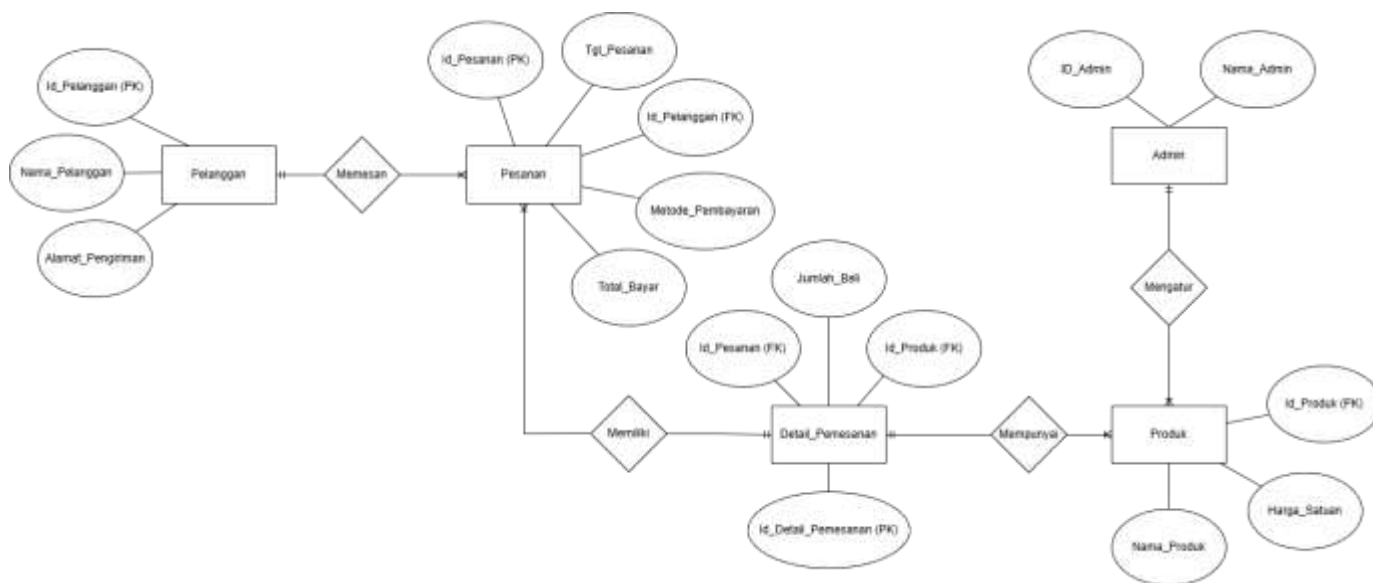 Id_Pelanggan (PK)
Nama_Pelanggan
Alamat_Pengiriman
Pelanggan
Memesan
Id_Pesanan (PK)
Tgl_Pesanan
Id_Pelanggan (FK)
Pesanan
Metode_Pembayaran
Total_Bayar
ID_Admin
Nama_Admin
Admin
Mengatur
Jumlah_Beli
Id_Pesanan (FK)
Id_Produk (FK)
Memiliki
Detail_Pemesanan
Mempunyai
Id_Detail_Pemesanan (PK)
Id_Produk (PK)
Produk
Harga_Satuan
Nama_Produk